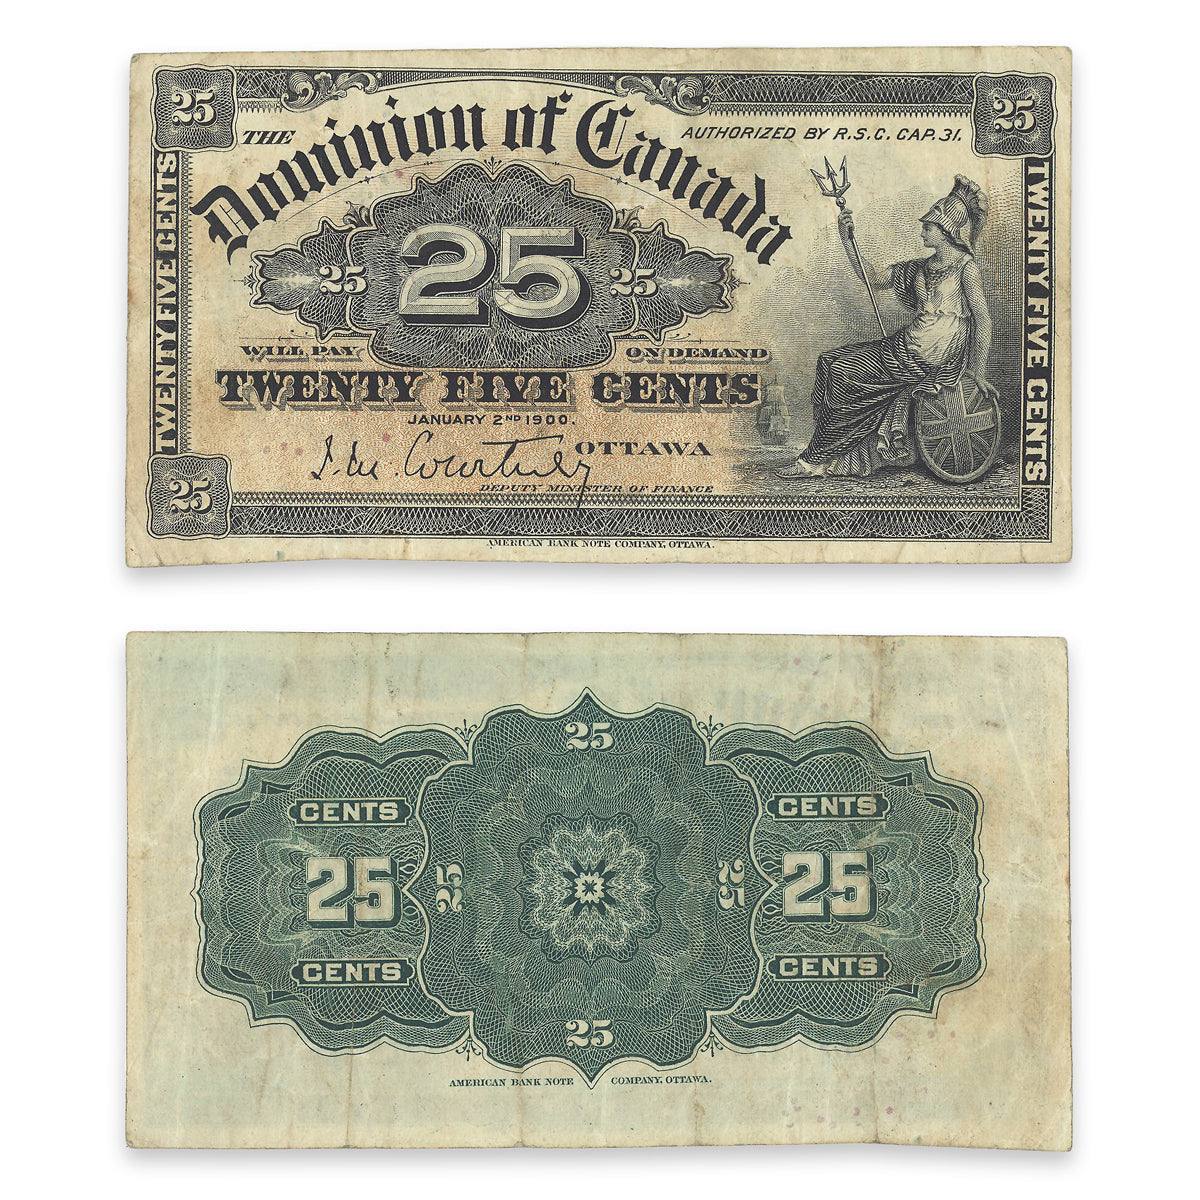 25
25
THE
Dominion of Canada
AUTHORIZED BY R.S.C. CAP. 31.
TWENTY FIVE CENTS
TWENTY FIVE CENTS
25
25
25
WILL PAY
ON DEMAND
TWENTY FIVE CENTS
JANUARY 2ND 1900.
OTTAWA
J.M. Courtney
DEPUTY MINISTER OF FINANCE
25
AMERICAN BANK NOTE COMPANY, OTTAWA.
25
CENTS
CENTS
25
25
25
25
CENTS
CENTS
25
AMERICAN BANK NOTE COMPANY, OTTAWA.